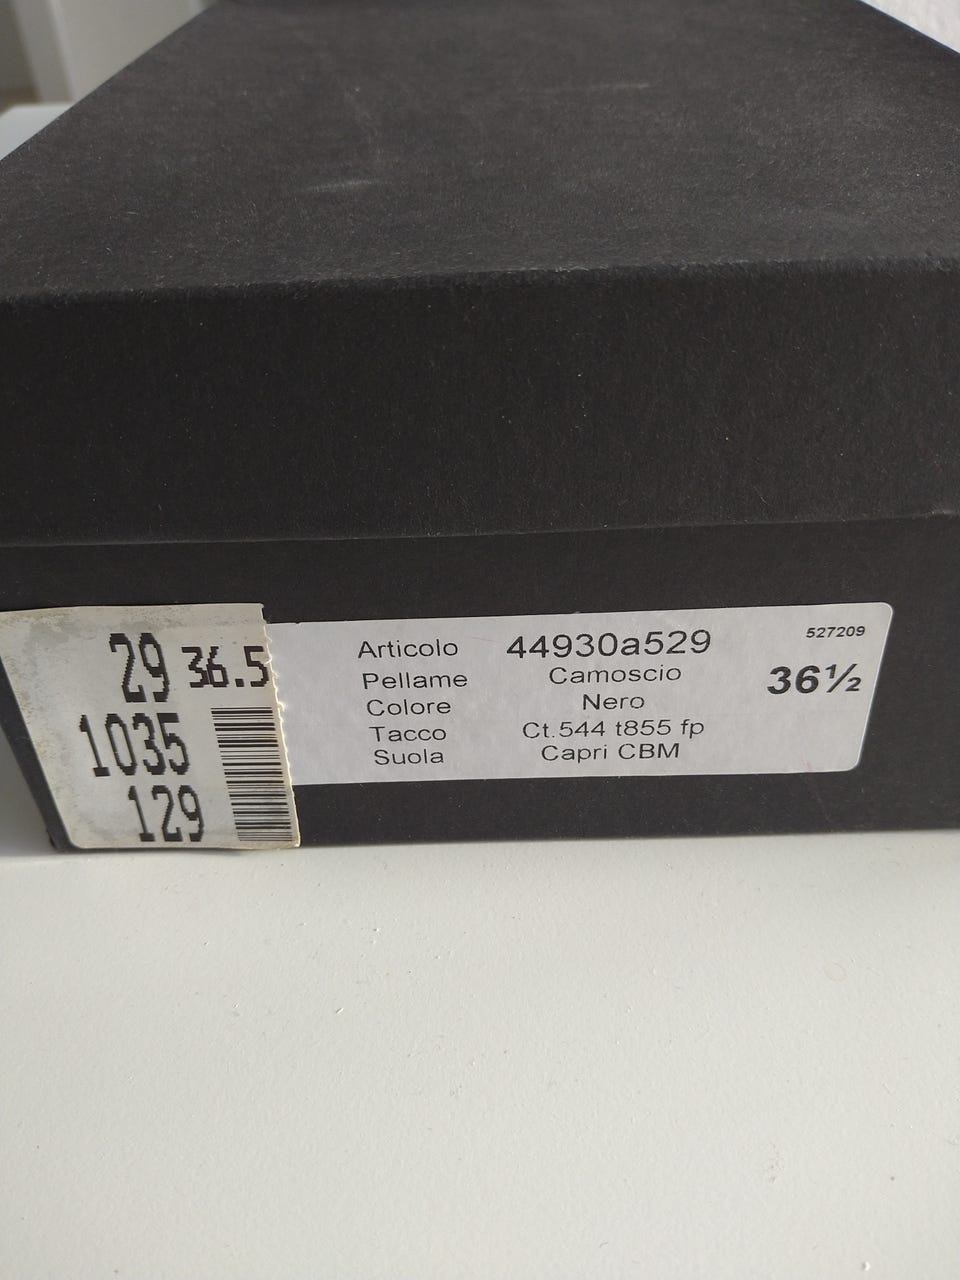 29 36.5
1035
129
527209
Articolo 44930a529
Pellame Camoscio 36½
Colore Nero
Tacco Ct.544 t855 fp
Suola Capri CBM